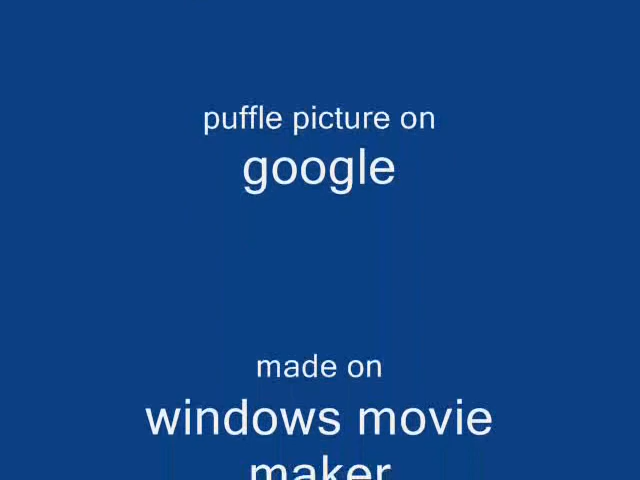 puffle picture on
google
made on
windows movie
maker